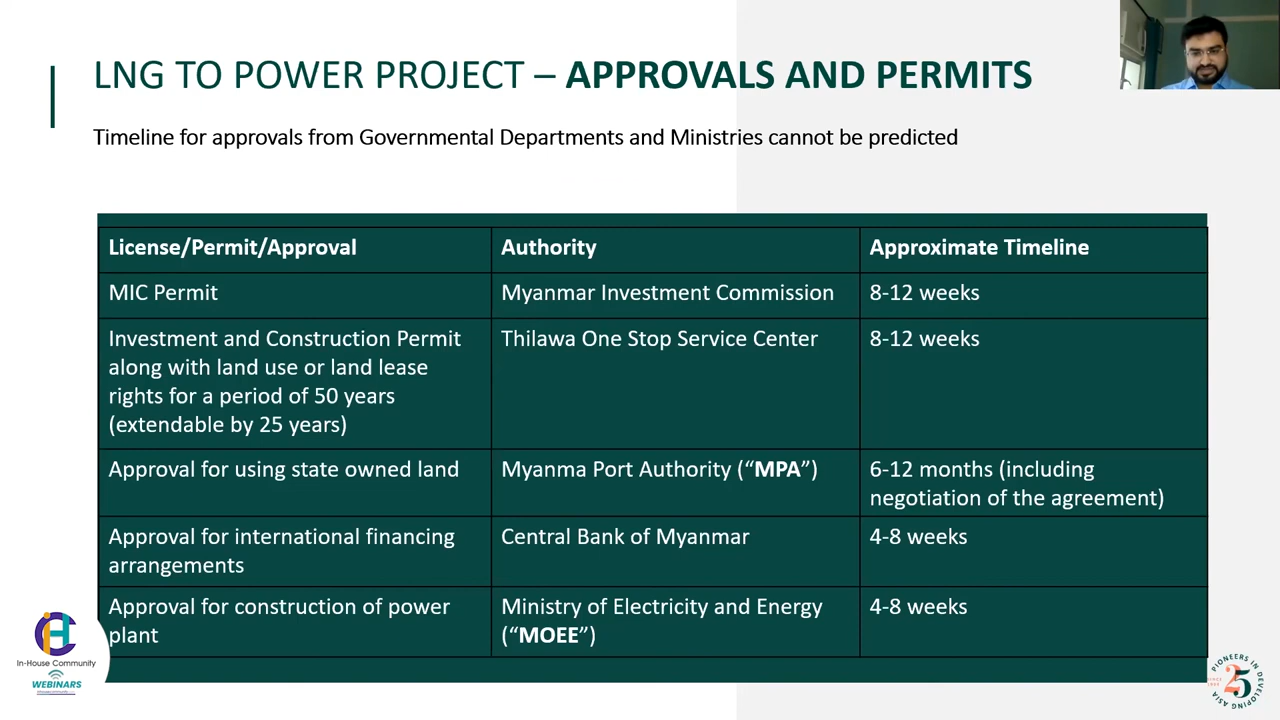 LNG TO POWER PROJECT – APPROVALS AND PERMITS
Timeline for approvals from Governmental Departments and Ministries cannot be predicted
License/Permit/Approval
Authority
Approximate Timeline
MIC Permit
Myanmar Investment Commission
8-12 weeks
Investment and Construction Permit
along with land use or land lease
rights for a period of 50 years
(extendable by 25 years)
Thilawa One Stop Service Center
8-12 weeks
Approval for using state owned land
Myanma Port Authority (“MPA”)
6-12 months (including
negotiation of the agreement)
Approval for international financing
arrangements
Central Bank of Myanmar
4-8 weeks
Approval for construction of power
plant
Ministry of Electricity and Energy
(“MOEE”)
4-8 weeks
iH
In-House Community
WEBINARS
PIONEERS IN DEVELOPING ASIA
25